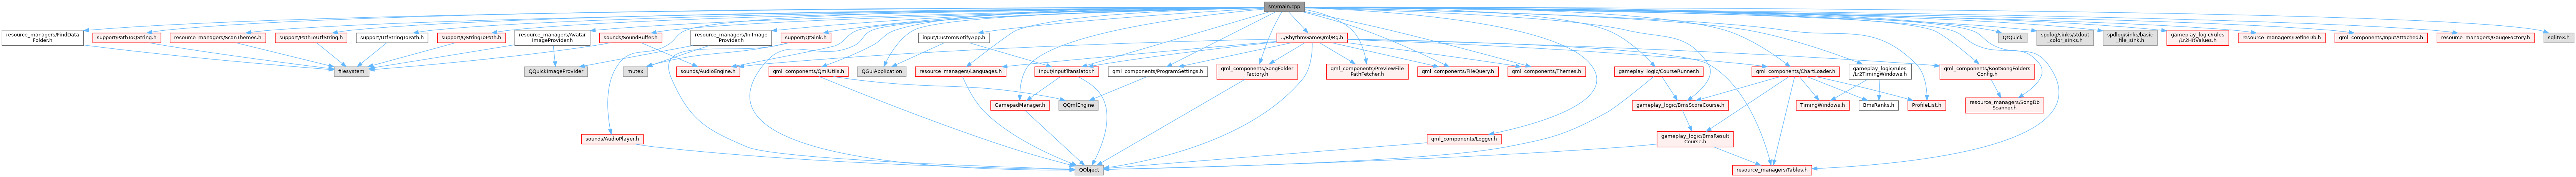 src/main.cpp
resource_managers/FindData
Folder.h
support/PathToQString.h
resource_managers/ScanThemes.h
support/PathToUtfString.h
support/UtfStringToPath.h
support/QStringToPath.h
resource_managers/Avatar
ImageProvider.h
sounds/SoundBuffer.h
resource_managers/IniImage
Provider.h
support/QtSink.h
input/CustomNotifyApp.h
../RhythmGameQml/Rg.h
QtQuick
spdlog/sinks/stdout
_color_sinks.h
spdlog/sinks/basic
_file_sink.h
gameplay_logic/rules
/Lr2HitValues.h
resource_managers/DefineDb.h
qml_components/InputAttached.h
resource_managers/GaugeFactory.h
sqlite3.h
filesystem
QQuickImageProvider
mutex
sounds/AudioEngine.h
qml_components/QmlUtils.h
QGuiApplication
resource_managers/Languages.h
input/InputTranslator.h
qml_components/ProgramSettings.h
qml_components/SongFolder
Factory.h
qml_components/PreviewFile
PathFetcher.h
qml_components/FileQuery.h
qml_components/Themes.h
gameplay_logic/CourseRunner.h
qml_components/ChartLoader.h
gameplay_logic/rules
/Lr2TimingWindows.h
qml_components/RootSongFolders
Config.h
GamepadManager.h
QQmlEngine
gameplay_logic/BmsScoreCourse.h
TimingWindows.h
BmsRanks.h
ProfileList.h
resource_managers/SongDb
Scanner.h
sounds/AudioPlayer.h
qml_components/Logger.h
gameplay_logic/BmsResult
Course.h
QObject
resource_managers/Tables.h